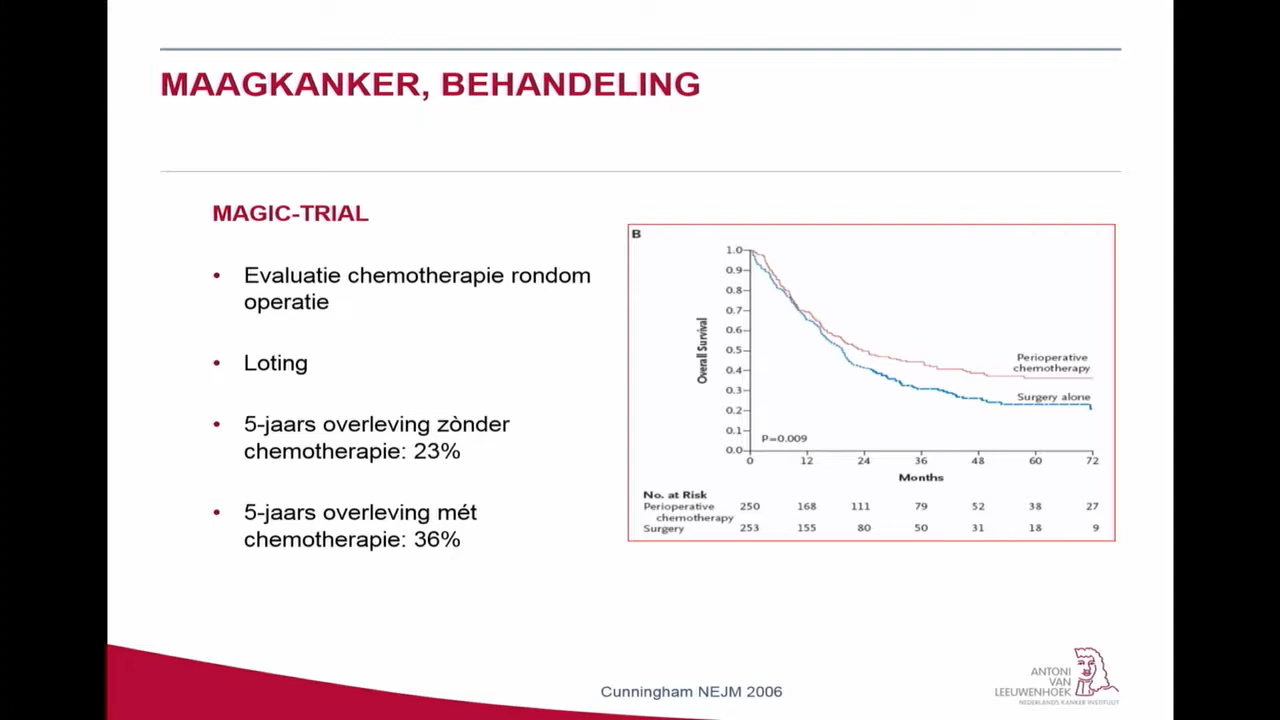 MAAGKANKER, BEHANDELING
MAGIC-TRIAL
• Evaluatie chemotherapie rondom
operatie
• Loting
• 5-jaars overleving zònder
chemotherapie: 23%
• 5-jaars overleving mét
chemotherapie: 36%
B
1.0
0.9
0.8
0.7
0.6
0.5
0.4
0.3
0.2
0.1
0.0
Overall Survival
Perioperative
chemotherapy
Surgery alone
P=0.009
0 12 24 36 48 60 72
Months
No. at Risk
Perioperative 250 168 111 79 52 38 27
chemotherapy
Surgery 253 155 80 50 31 18 9
Cunningham NEJM 2006
ANTONI
VAN
LEEUWENHOEK
NEDERLANDS KANKER INSTITUUT